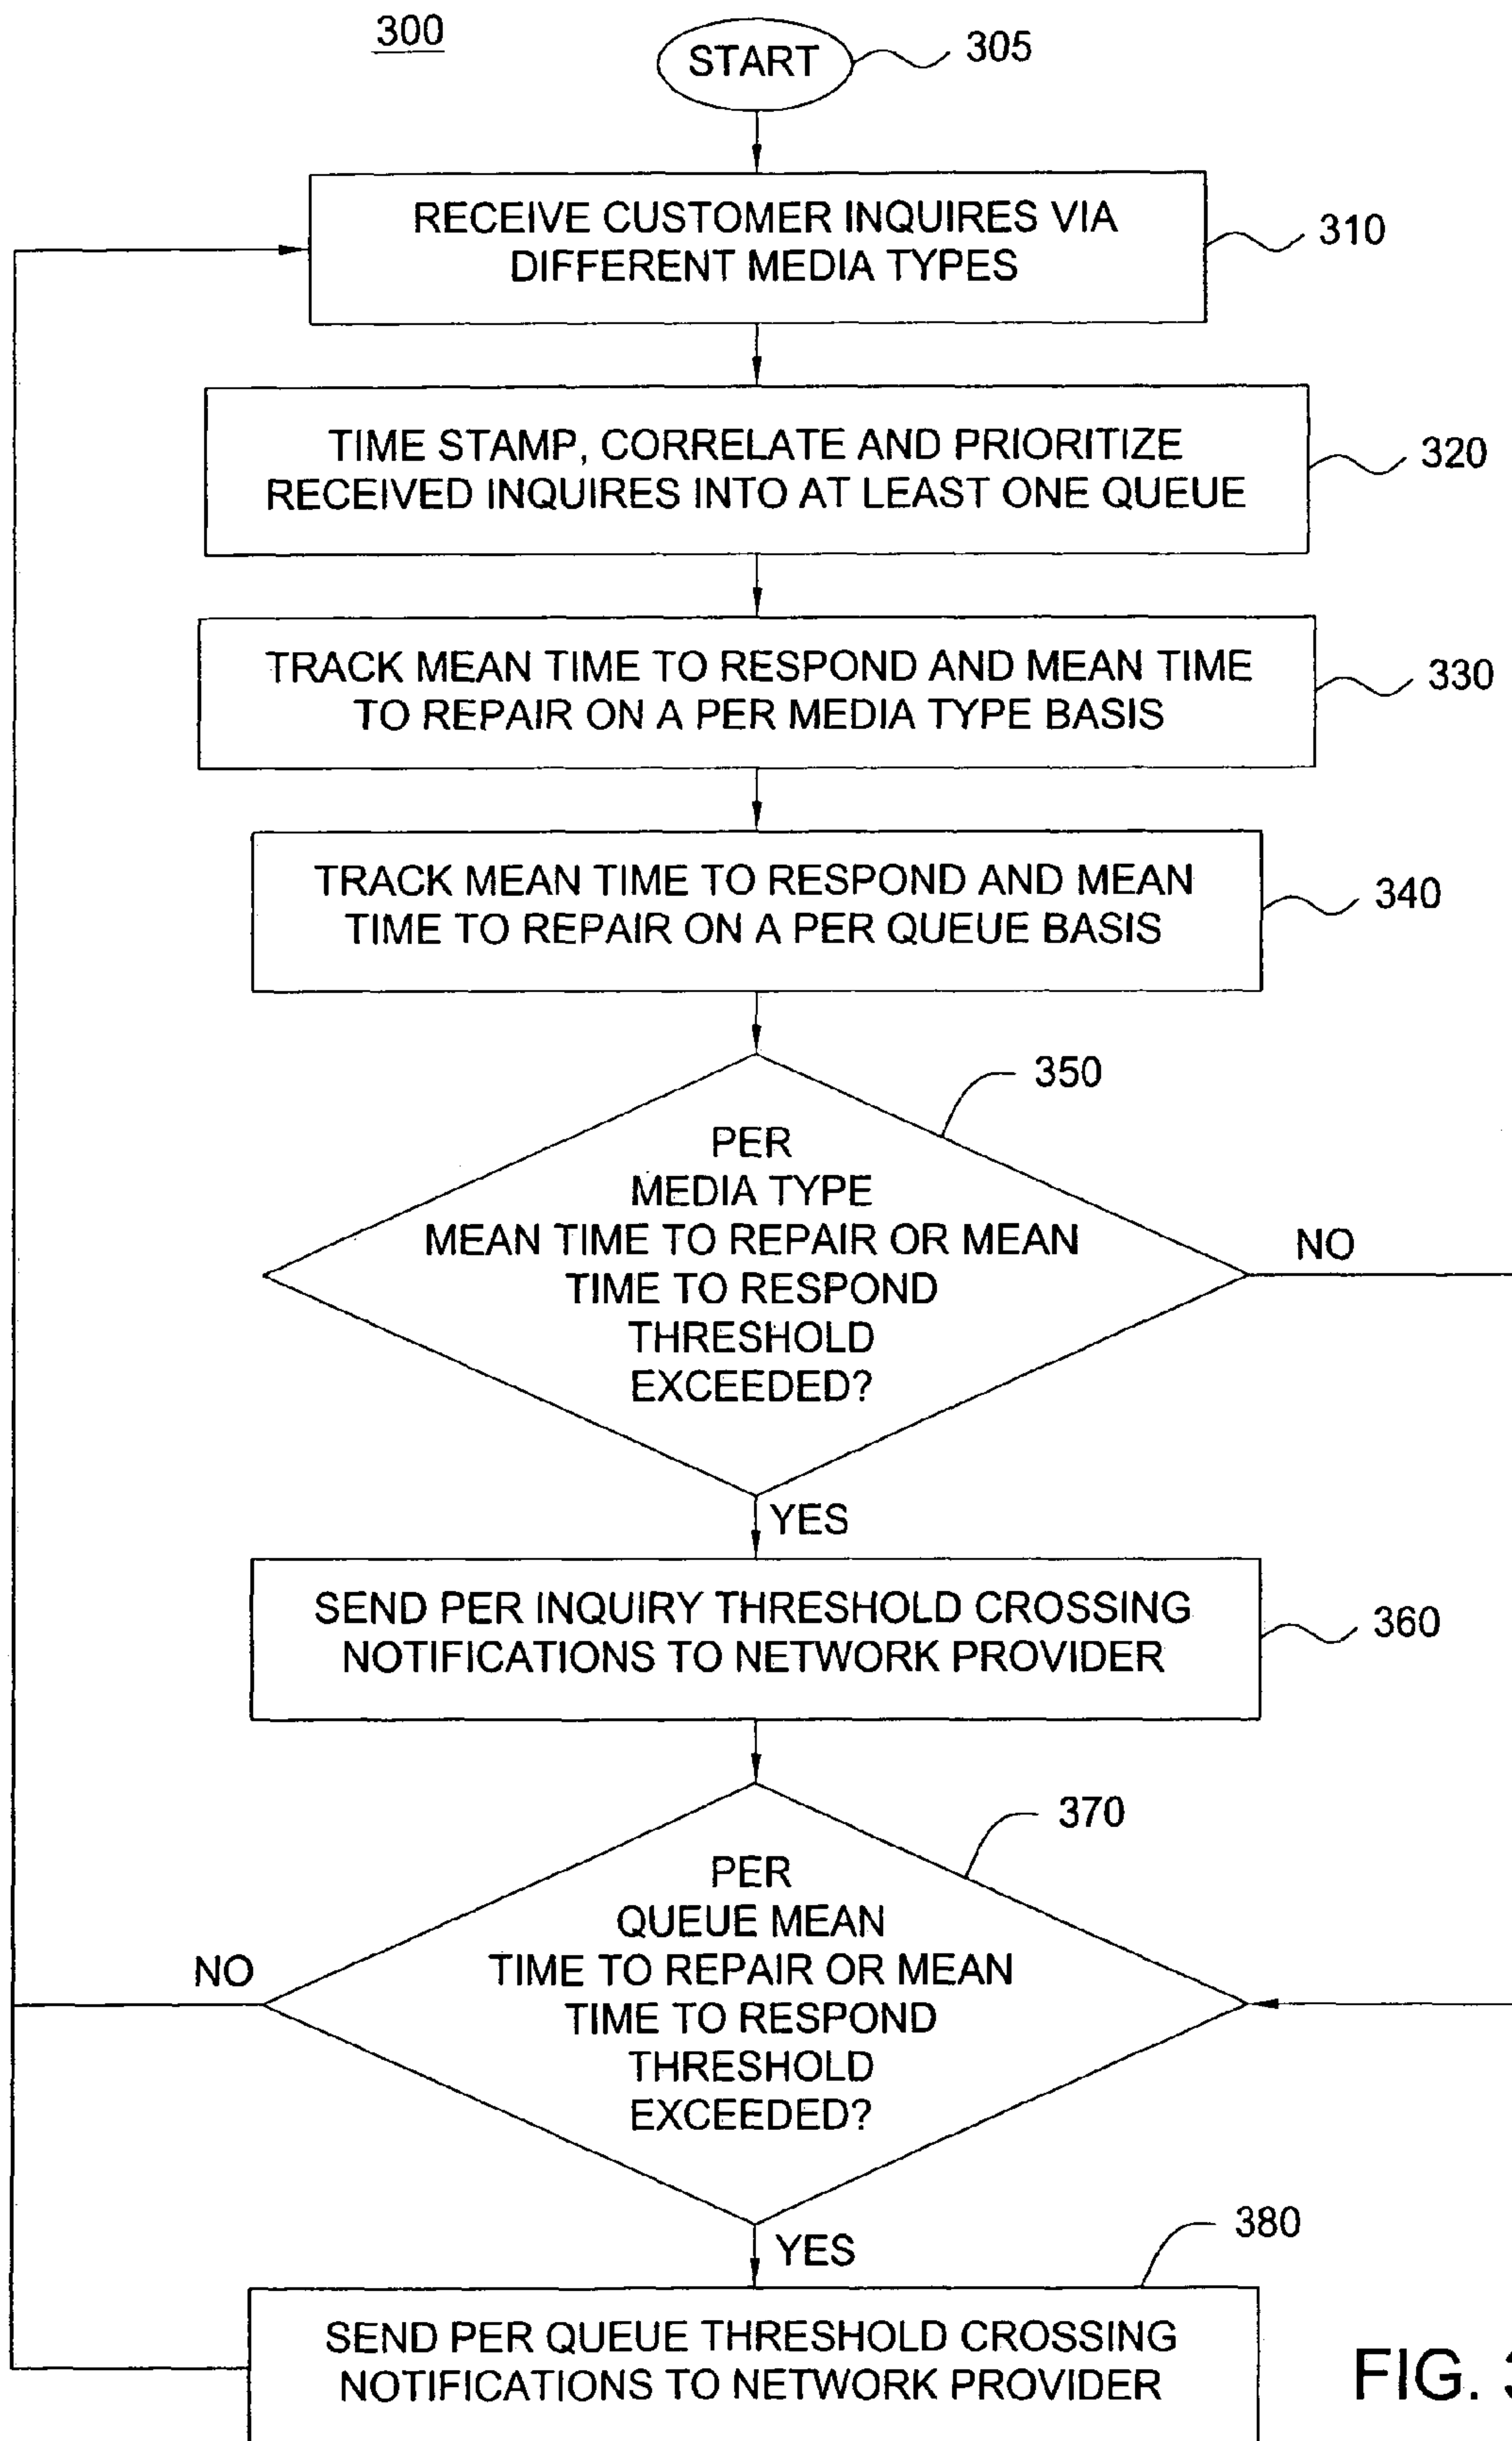 300
START
305
RECEIVE CUSTOMER INQUIRES VIA
DIFFERENT MEDIA TYPES
310
TIME STAMP, CORRELATE AND PRIORITIZE
RECEIVED INQUIRES INTO AT LEAST ONE QUEUE
320
TRACK MEAN TIME TO RESPOND AND MEAN TIME
TO REPAIR ON A PER MEDIA TYPE BASIS
330
TRACK MEAN TIME TO RESPOND AND MEAN
TIME TO REPAIR ON A PER QUEUE BASIS
340
350
PER
MEDIA TYPE
MEAN TIME TO REPAIR OR MEAN
TIME TO RESPOND
THRESHOLD
EXCEEDED?
NO
YES
SEND PER INQUIRY THRESHOLD CROSSING
NOTIFICATIONS TO NETWORK PROVIDER
360
370
PER
QUEUE MEAN
TIME TO REPAIR OR MEAN
TIME TO RESPOND
THRESHOLD
EXCEEDED?
NO
YES
380
SEND PER QUEUE THRESHOLD CROSSING
NOTIFICATIONS TO NETWORK PROVIDER
FIG. 3